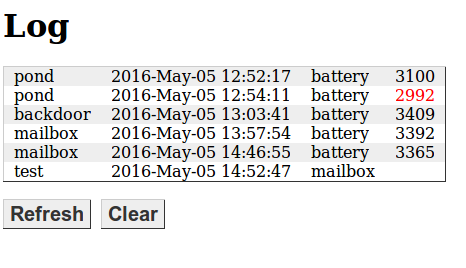 Log
pond 2016-May-05 12:52:17 battery 3100
pond 2016-May-05 12:54:11 battery 2992
backdoor 2016-May-05 13:03:41 battery 3409
mailbox 2016-May-05 13:57:54 battery 3392
mailbox 2016-May-05 14:46:55 battery 3365
test 2016-May-05 14:52:47 mailbox
Refresh Clear